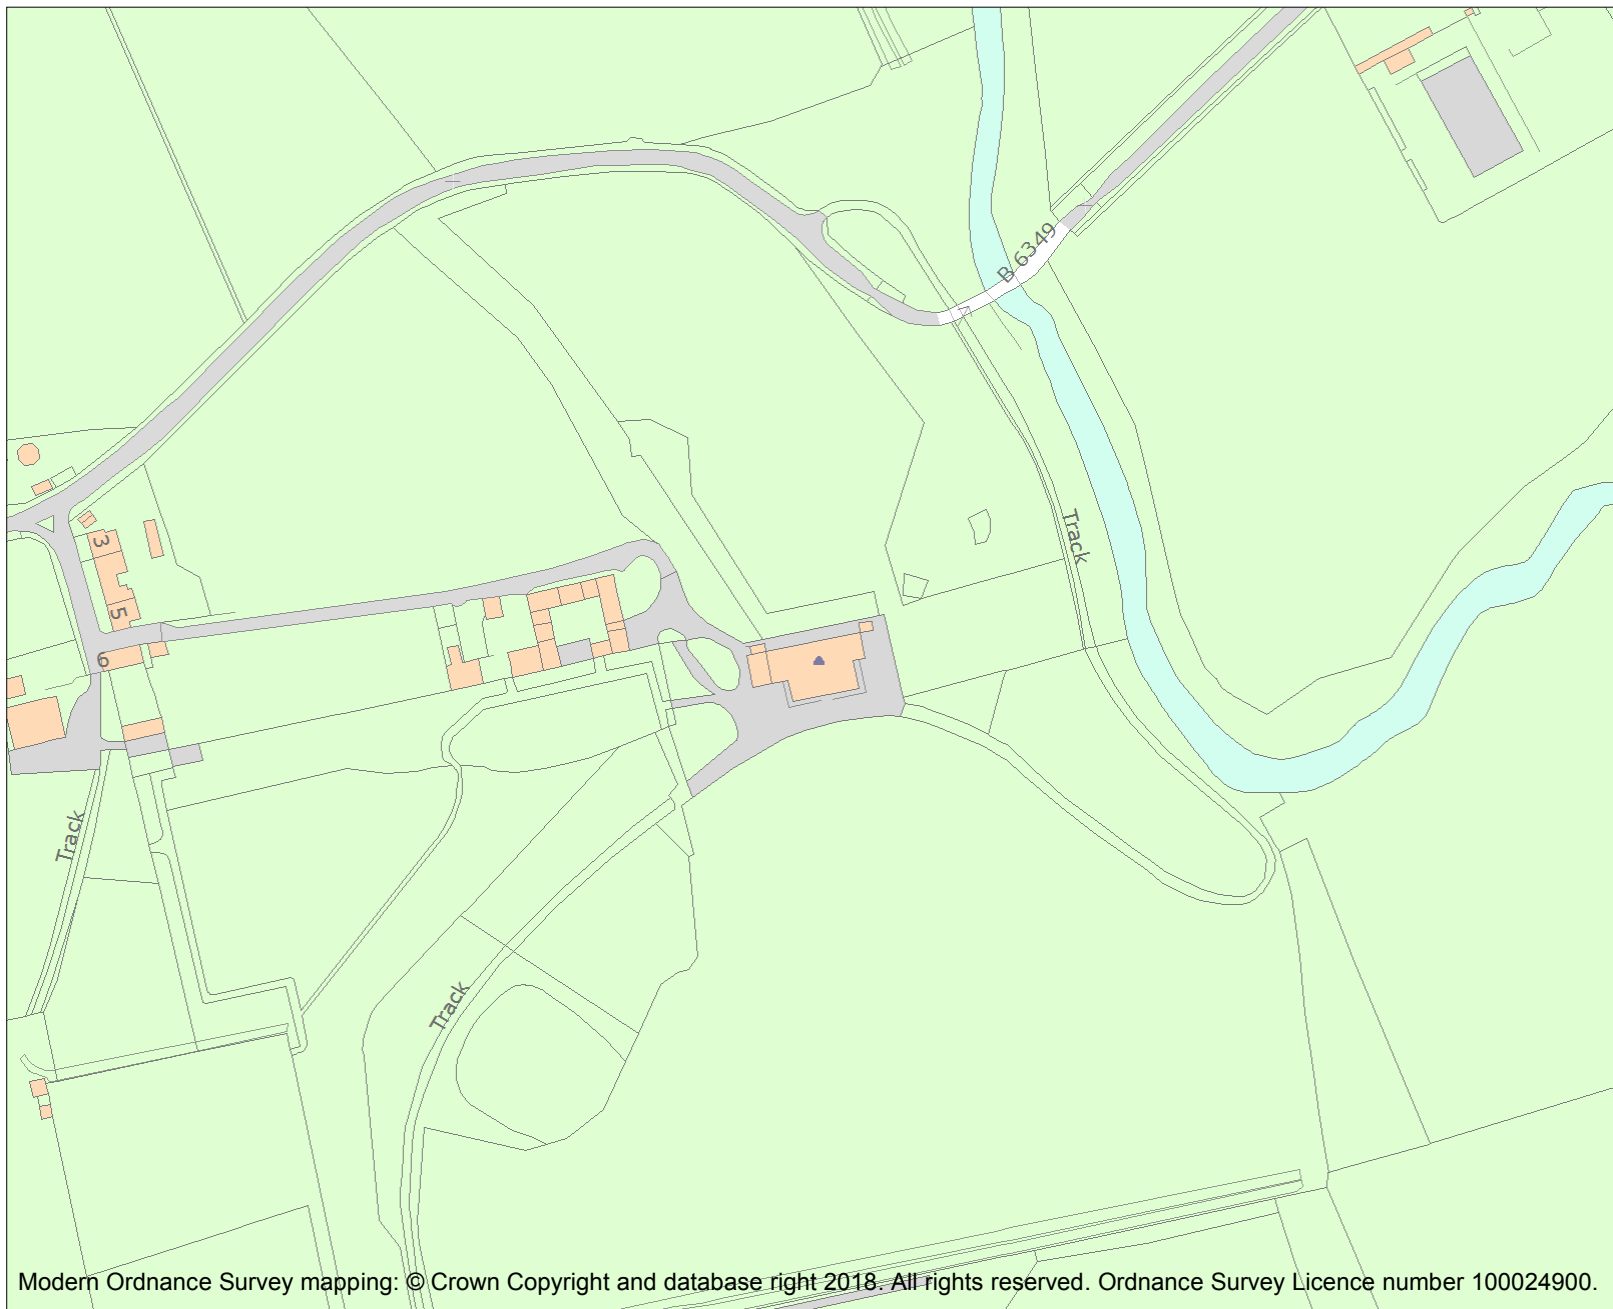 B 6349
3
5
6
Track
Track
Track
Modern Ordnance Survey mapping: © Crown Copyright and database right 2018. All rights reserved. Ordnance Survey Licence number 100024900.